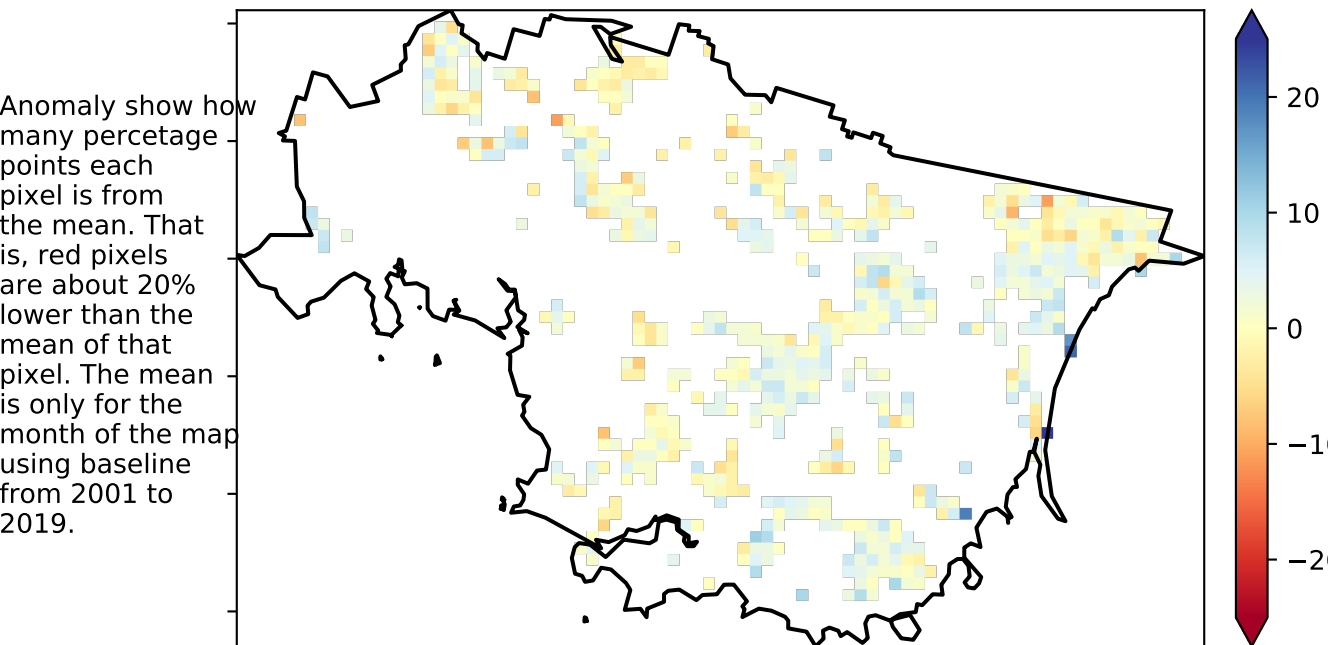 Anomaly show how
many percetage
points each
pixel is from
the mean. That
is, red pixels
are about 20%
lower than the
mean of that
pixel. The mean
is only for the
month of the map
using baseline
from 2001 to
2019.
20
10
0
−10
−20